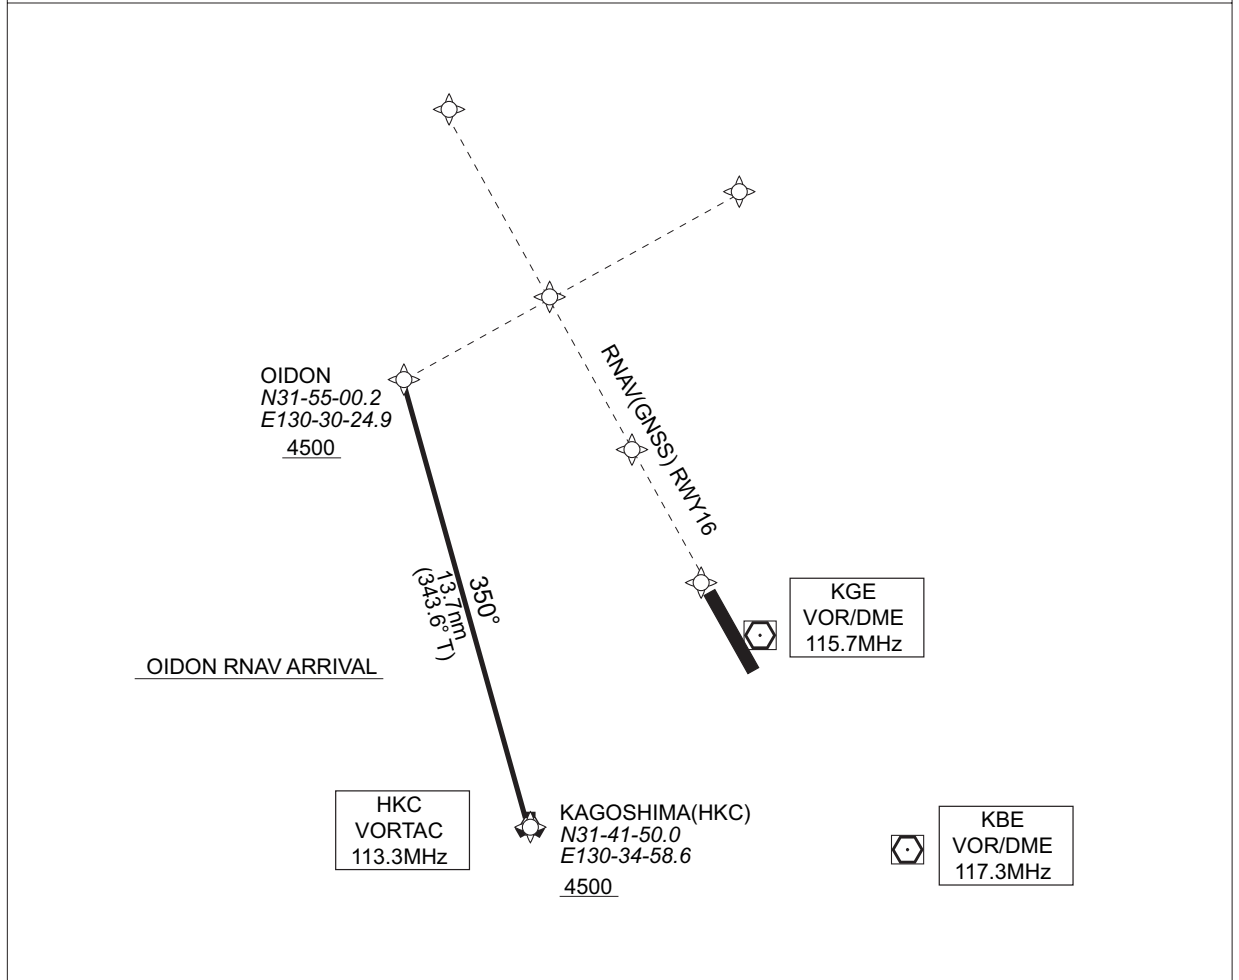 OIDON
N31-55-00.2
E130-30-24.9
4500
RNAV(GNSS) RWY16
350°
13.7nm
(343.6° T)
KGE
VOR/DME
115.7MHz
OIDON RNAV ARRIVAL
HKC
VORTAC
113.3MHz
KAGOSHIMA(HKC)
N31-41-50.0
E130-34-58.6
4500
KBE
VOR/DME
117.3MHz